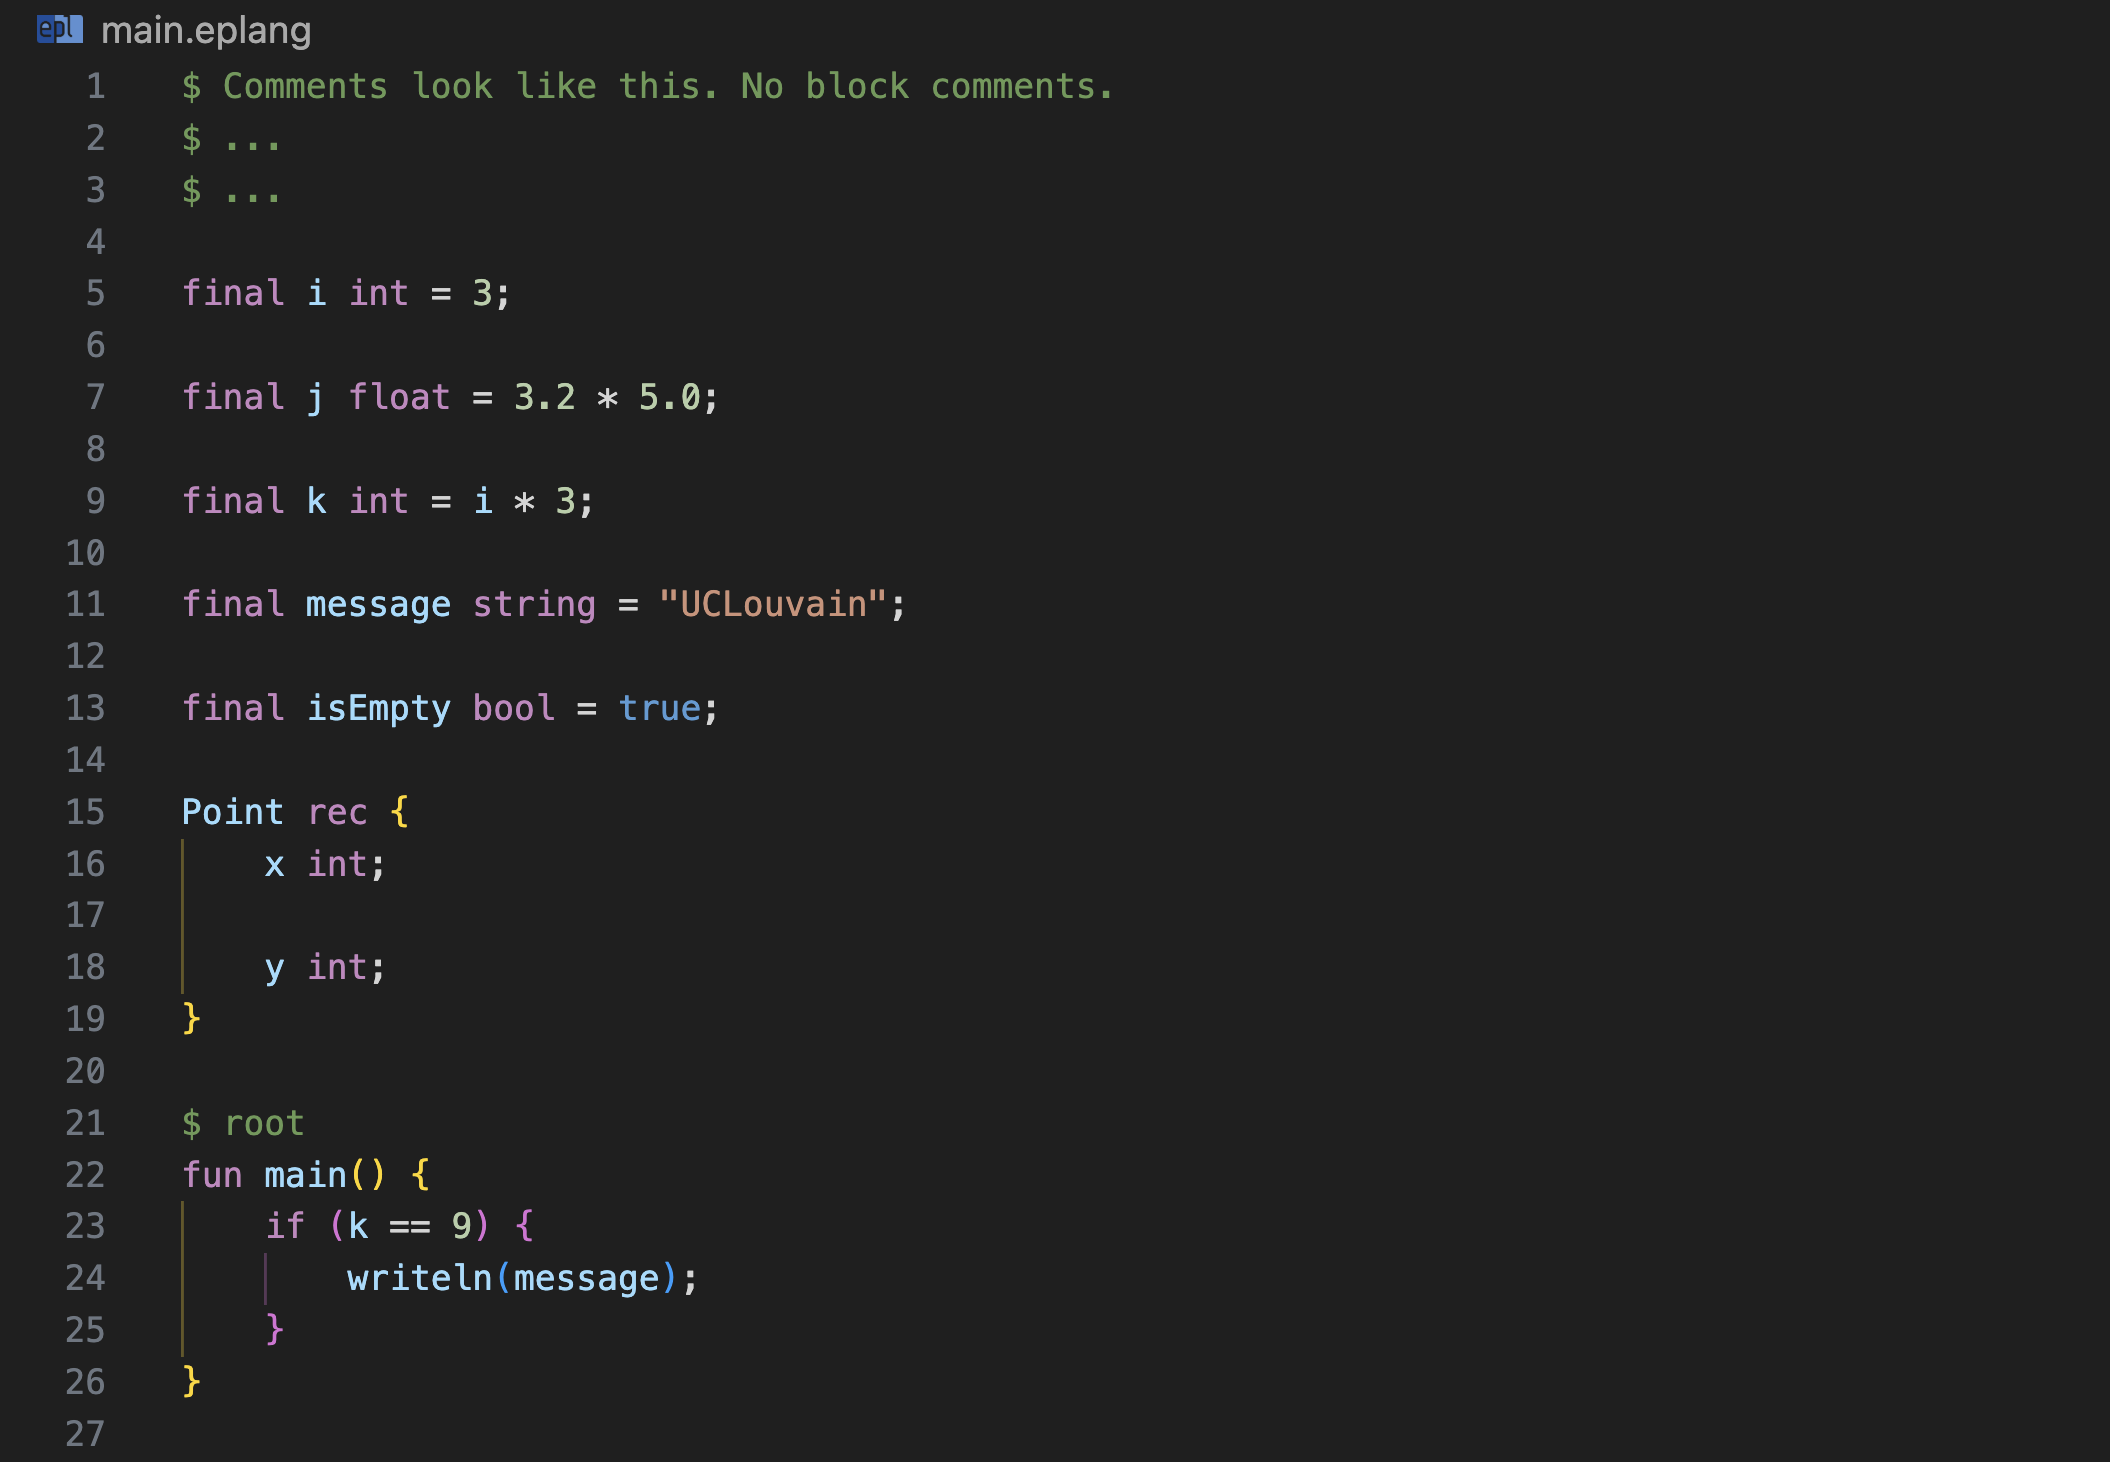 epl main.eplang
1 $ Comments look like this. No block comments.
2 $ ...
3 $ ...
4
5 final i int = 3;
6
7 final j float = 3.2 * 5.0;
8
9 final k int = i * 3;
10
11 final message string = "UCLouvain";
12
13 final isEmpty bool = true;
14
15 Point rec {
16     x int;
17
18     y int;
19 }
20
21 $ root
22 fun main() {
23     if (k == 9) {
24         writeln(message);
25     }
26 }
27